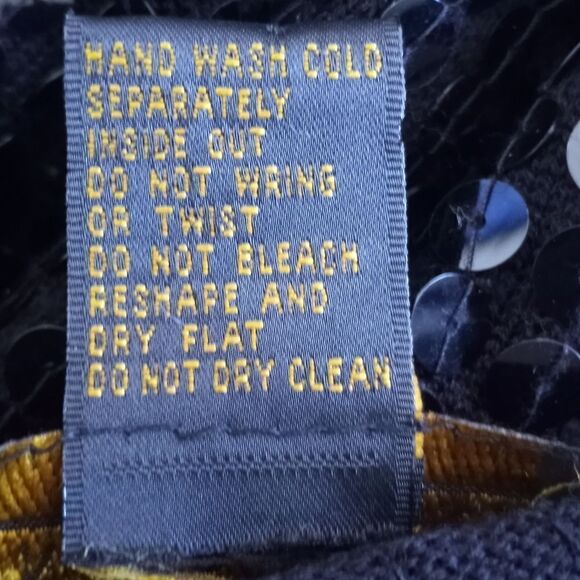 HAND WASH COLD
SEPARATELY
INSIDE OUT
DO NOT WRING
OR TWIST
DO NOT BLEACH
RESHAPE AND
DRY FLAT
DO NOT DRY CLEAN